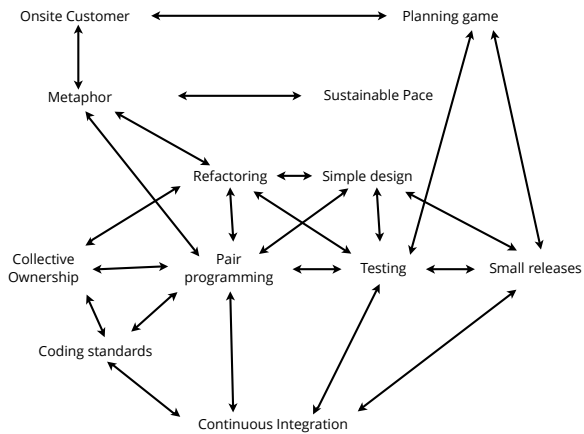 Onsite Customer
Planning game
Metaphor
Sustainable Pace
Refactoring
Simple design
Collective
Ownership
Pair
programming
Testing
Small releases
Coding standards
Continuous Integration